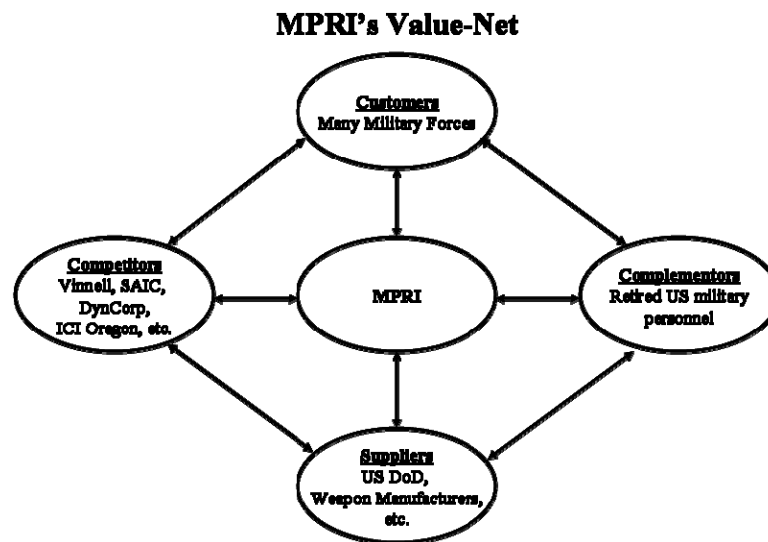 MPRI's Value-Net
Customers
Many Military Forces
Competitors
Vinnell, SAIC,
DynCorp,
ICI Oregon, etc.
MPRI
Complementors
Retired US military
personnel
Suppliers
US DoD,
Weapon Manufacturers,
etc.